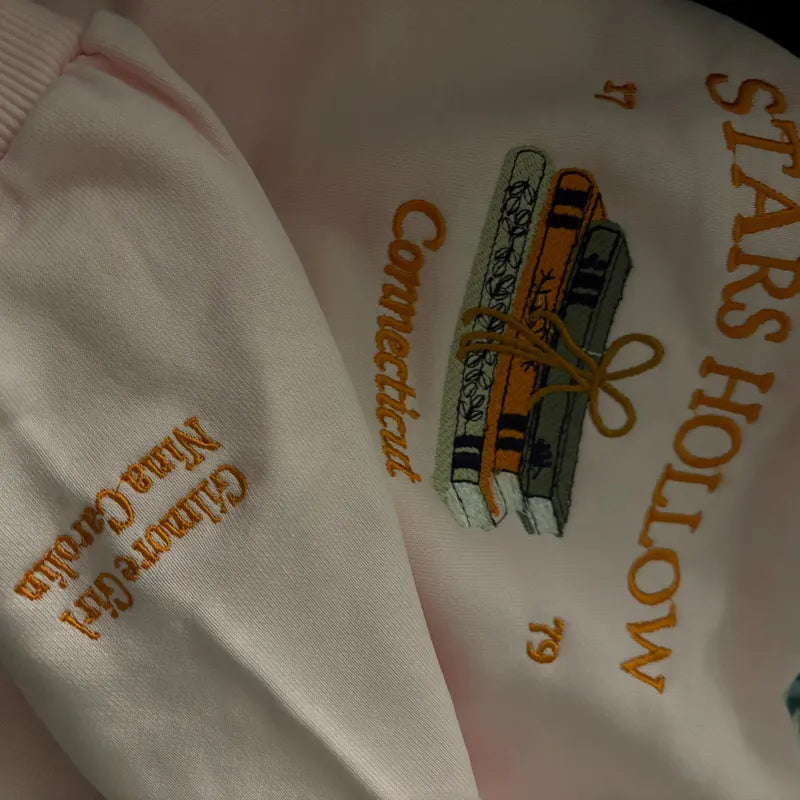 STARS HOLLOW
17
79
Connecticut
Gilmore Girl
Nina Carolin